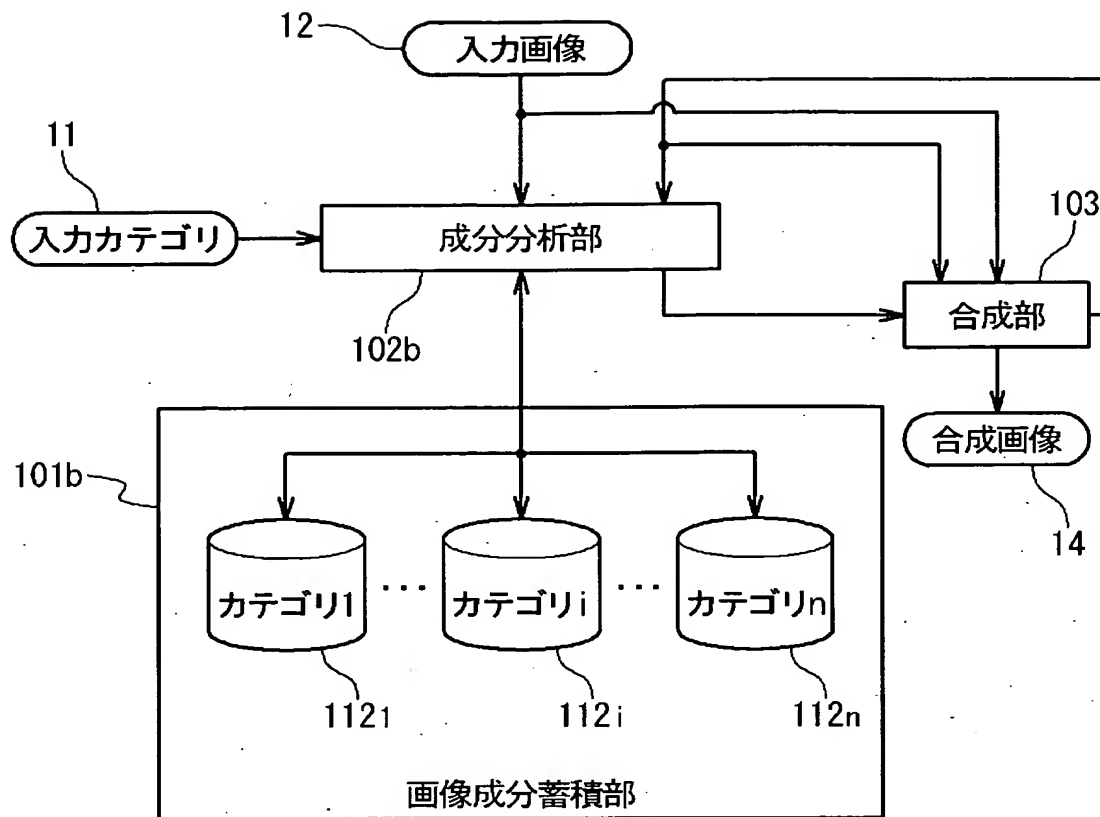 12
入力画像
11
入力カテゴリ
成分分析部
103
102b
合成部
101b
合成画像
14
カテゴリ1 ・・・ カテゴリi ・・・ カテゴリn
1121
112i
112n
画像成分蓄積部